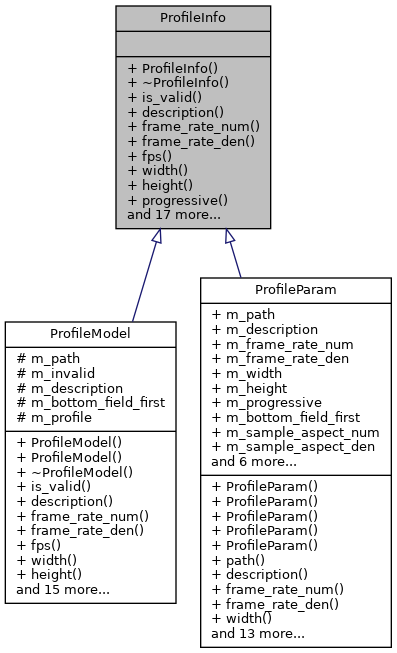 ProfileInfo
+ ProfileInfo()
+ ~ProfileInfo()
+ is_valid()
+ description()
+ frame_rate_num()
+ frame_rate_den()
+ fps()
+ width()
+ height()
+ progressive()
and 17 more...
ProfileModel
# m_path
# m_invalid
# m_description
# m_bottom_field_first
# m_profile
+ ProfileModel()
+ ProfileModel()
+ ~ProfileModel()
+ is_valid()
+ description()
+ frame_rate_num()
+ frame_rate_den()
+ fps()
+ width()
+ height()
and 15 more...
ProfileParam
+ m_path
+ m_description
+ m_frame_rate_num
+ m_frame_rate_den
+ m_width
+ m_height
+ m_progressive
+ m_bottom_field_first
+ m_sample_aspect_num
+ m_sample_aspect_den
and 6 more...
+ ProfileParam()
+ ProfileParam()
+ ProfileParam()
+ ProfileParam()
+ ProfileParam()
+ path()
+ description()
+ frame_rate_num()
+ frame_rate_den()
+ width()
and 13 more...